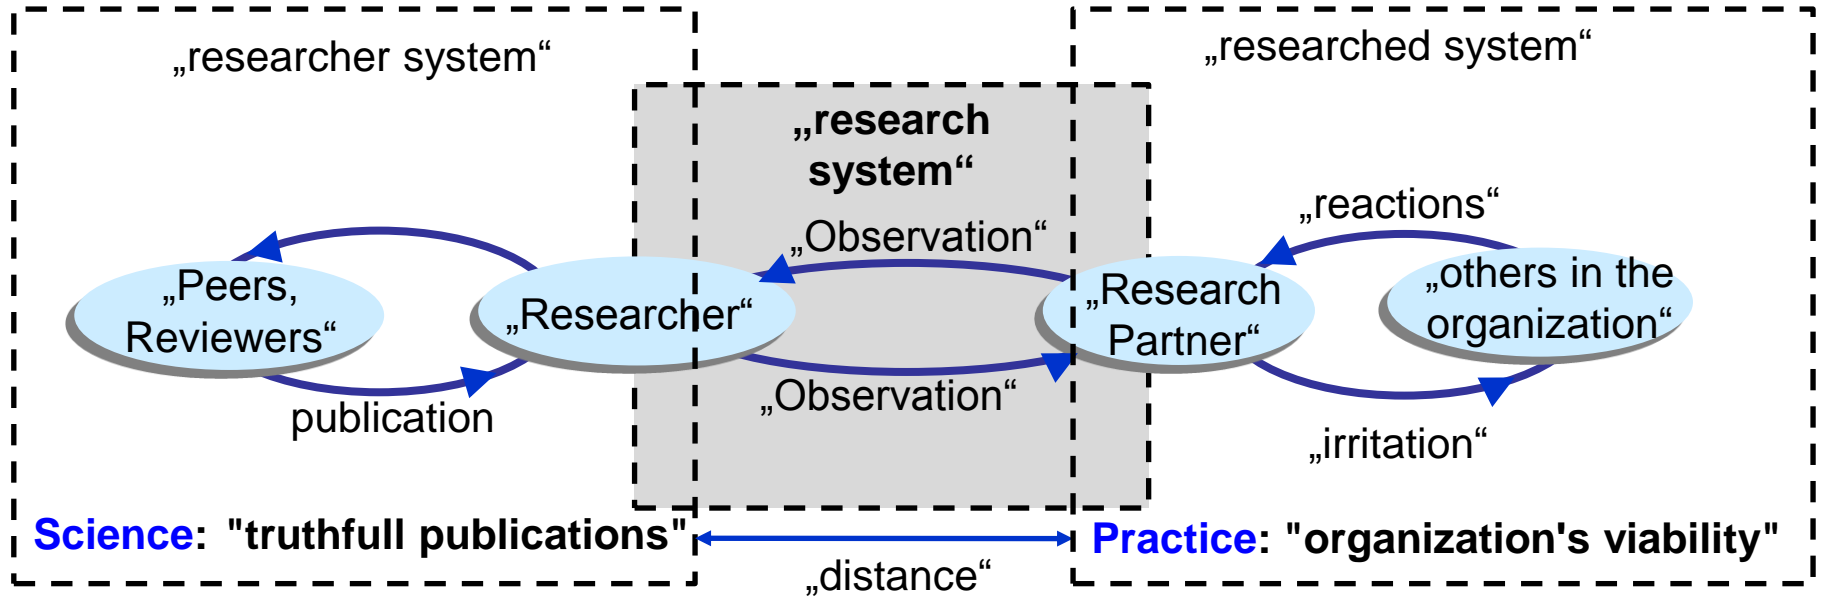 „researcher system“
„researched system“
„research
system“
„reactions“
„Observation“
„Peers,
Reviewers“
„Researcher“
„Research
Partner“
„others in the
organization“
publication
„Observation“
„irritation“
Science: "truthfull publications"
Practice: "organization's viability"
„distance“